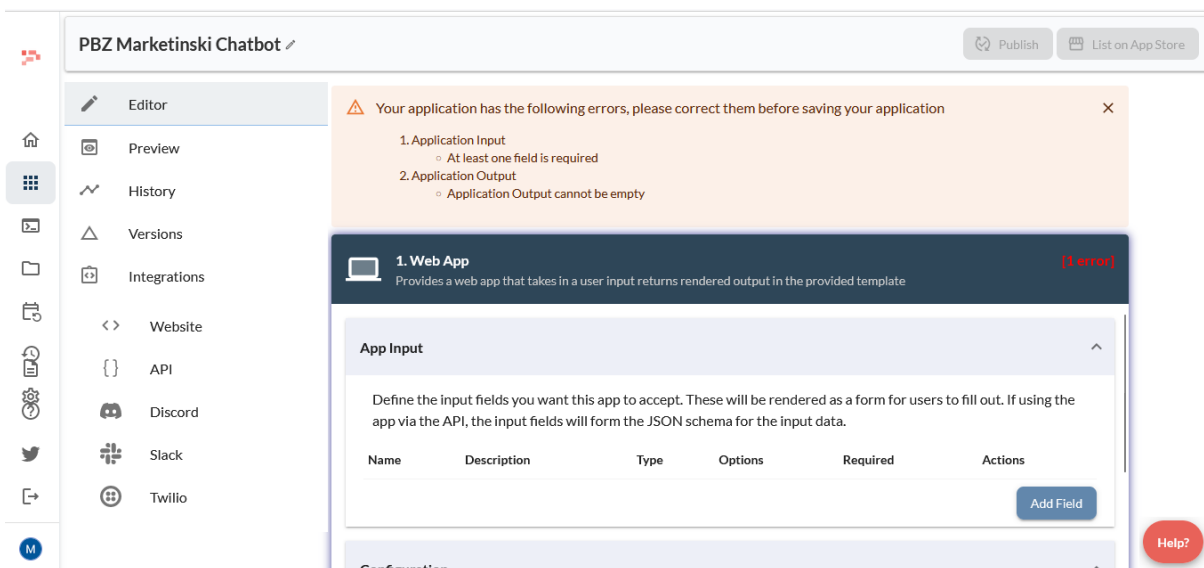 PBZ Marketinski Chatbot
Publish
List on App Store
Editor
Preview
History
Versions
Integrations
Website
API
Discord
Slack
Twilio
M
Your application has the following errors, please correct them before saving your application
1. Application Input
At least one field is required
2. Application Output
Application Output cannot be empty
1. Web App
[1 error]
Provides a web app that takes in a user input returns rendered output in the provided template
App Input
Define the input fields you want this app to accept. These will be rendered as a form for users to fill out. If using the
app via the API, the input fields will form the JSON schema for the input data.
Name Description Type Options Required Actions
Add Field
Configuration
Help?